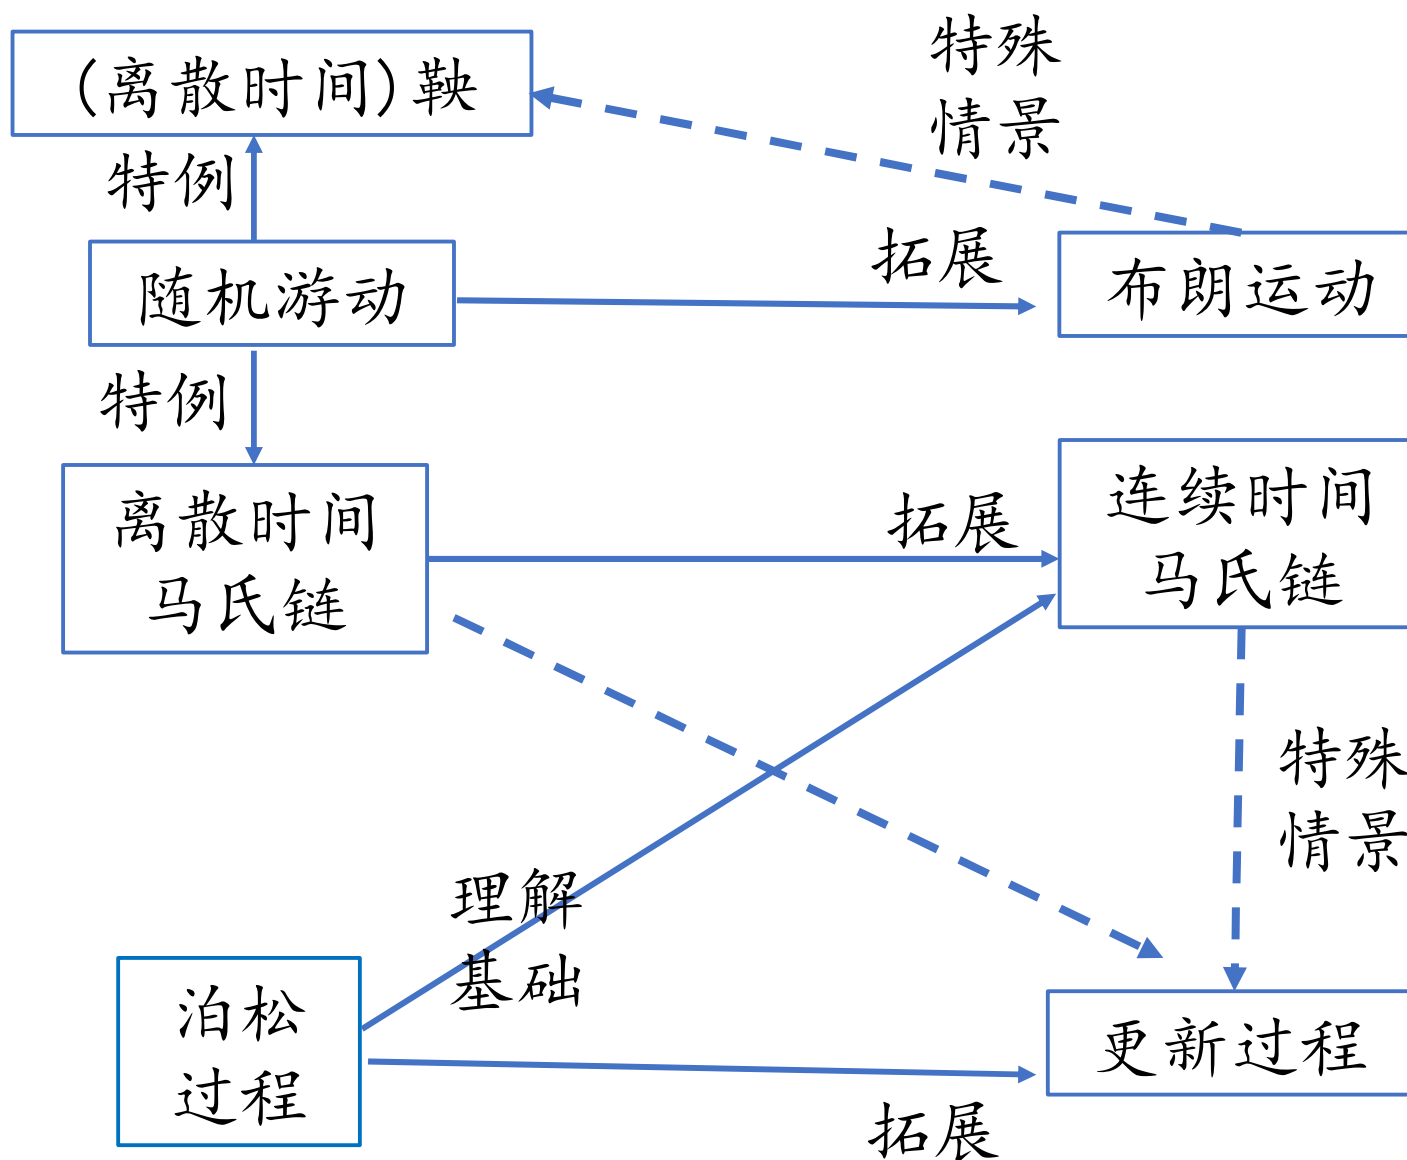 特殊
情景
(离散时间)鞅
特例
随机游动
拓展
布朗运动
特例
离散时间
马氏链
拓展
连续时间
马氏链
特殊
情景
理解
基础
泊松
过程
更新过程
拓展